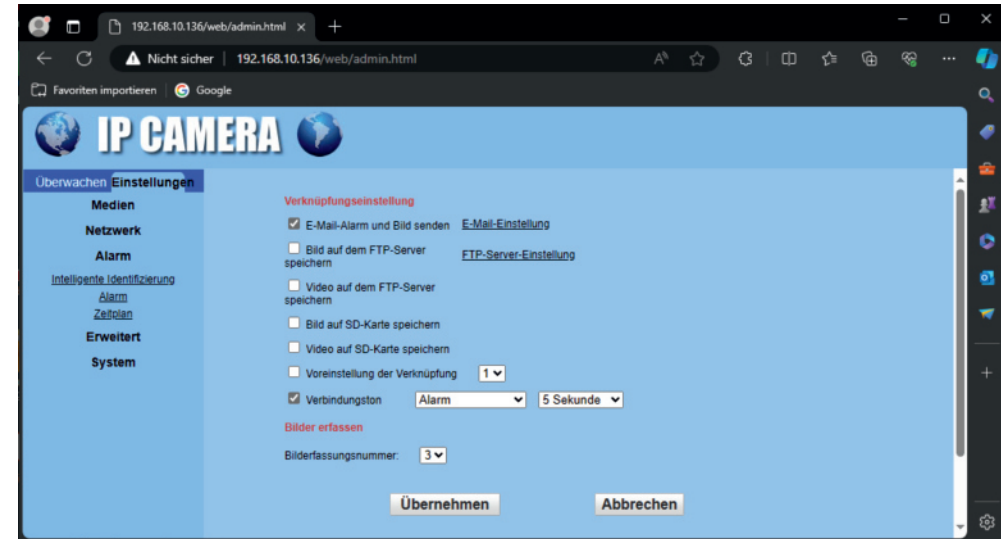 192.168.10.136/web/admin.html
Nicht sicher 192.168.10.136/web/admin.html
Favoriten importieren Google
IP CAMERA
Überwachen Einstellungen
Medien
Netzwerk
Alarm
Intelligente Identifizierung
Alarm
Zeitplan
Erweitert
System
Verknüpfungseinstellung
E-Mail-Alarm und Bild senden E-Mail-Einstellung
Bild auf dem FTP-Server
speichern FTP-Server-Einstellung
Video auf dem FTP-Server
speichern
Bild auf SD-Karte speichern
Video auf SD-Karte speichern
Voreinstellung der Verknüpfung 1
Verbindungston Alarm 5 Sekunde
Bilder erfassen
Bilderfassungsnummer: 3
Übernehmen Abbrechen